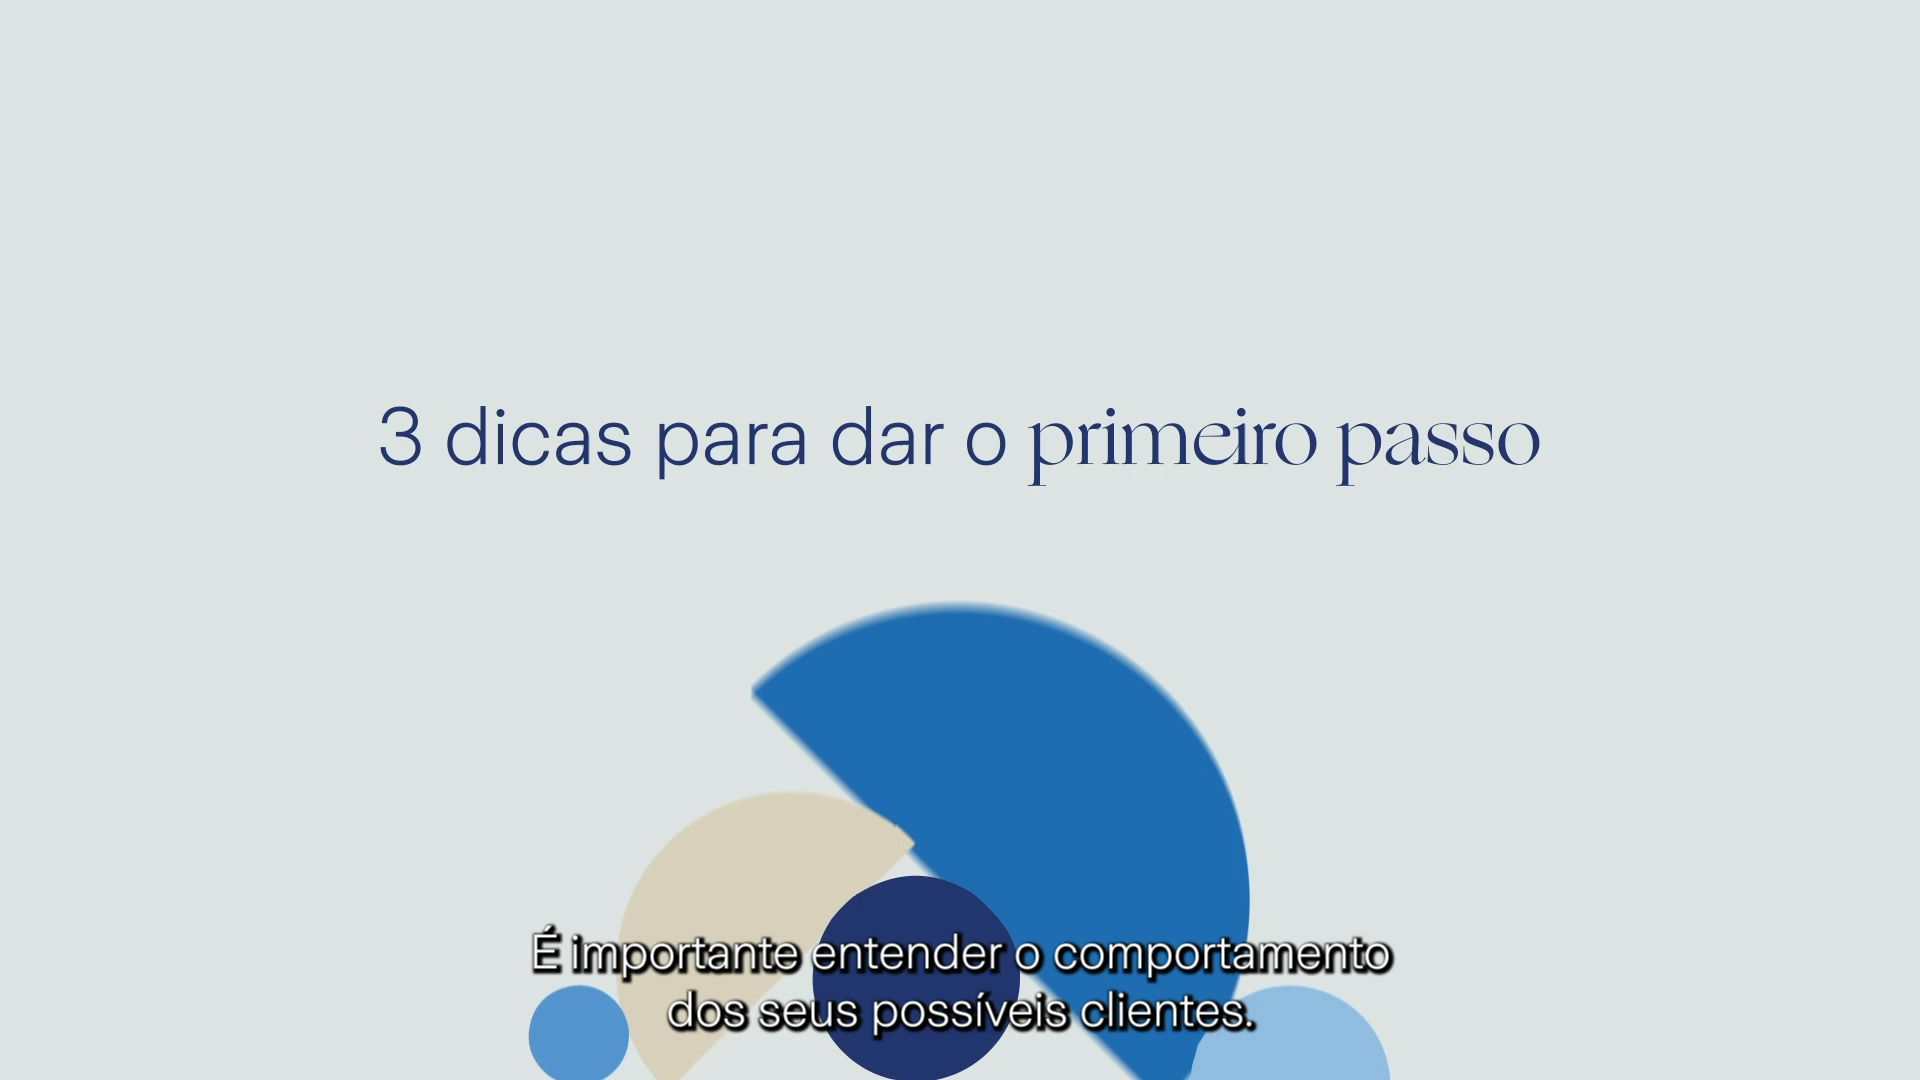 3 dicas para dar o primeiro passo
É importante entender o comportamento
dos seus possíveis clientes.